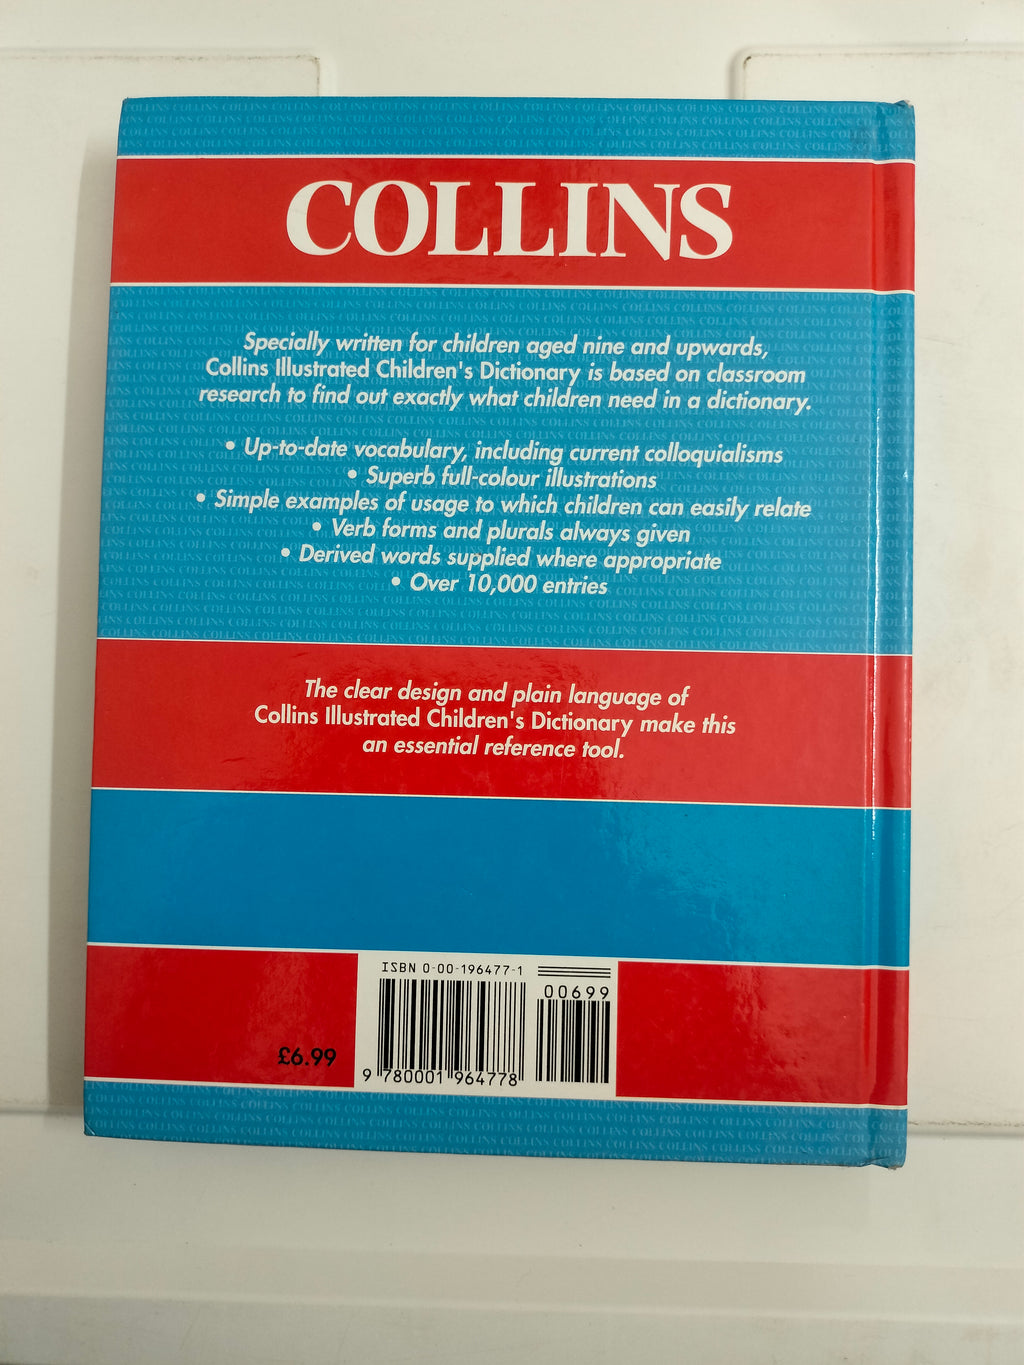 COLLINS
Specially written for children aged nine and upwards,
Collins Illustrated Children's Dictionary is based on classroom
research to find out exactly what children need in a dictionary.
• Up-to-date vocabulary, including current colloquialisms
• Superb full-colour illustrations
• Simple examples of usage to which children can easily relate
• Verb forms and plurals always given
• Derived words supplied where appropriate
• Over 10,000 entries
The clear design and plain language of
Collins Illustrated Children's Dictionary make this
an essential reference tool.
ISBN 0-00-196477-1
00699
£6.99
9 780001 964778